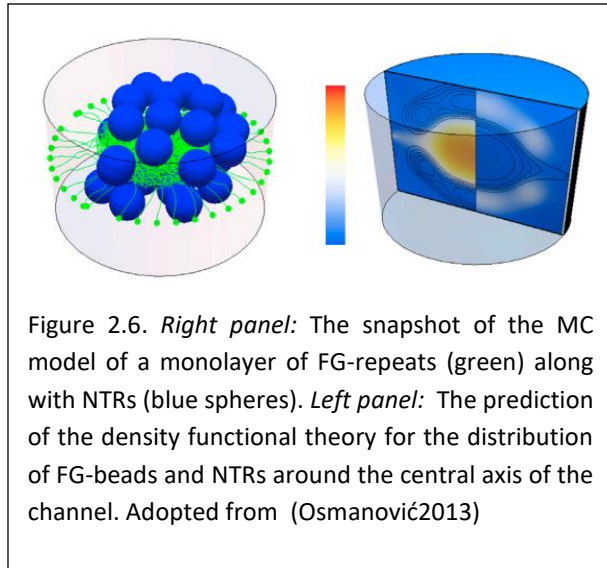 Figure 2.6. Right panel: The snapshot of the MC
model of a monolayer of FG-repeats (green) along
with NTRs (blue spheres). Left panel: The prediction
of the density functional theory for the distribution
of FG-beads and NTRs around the central axis of the
channel. Adopted from (Osmanović2013)